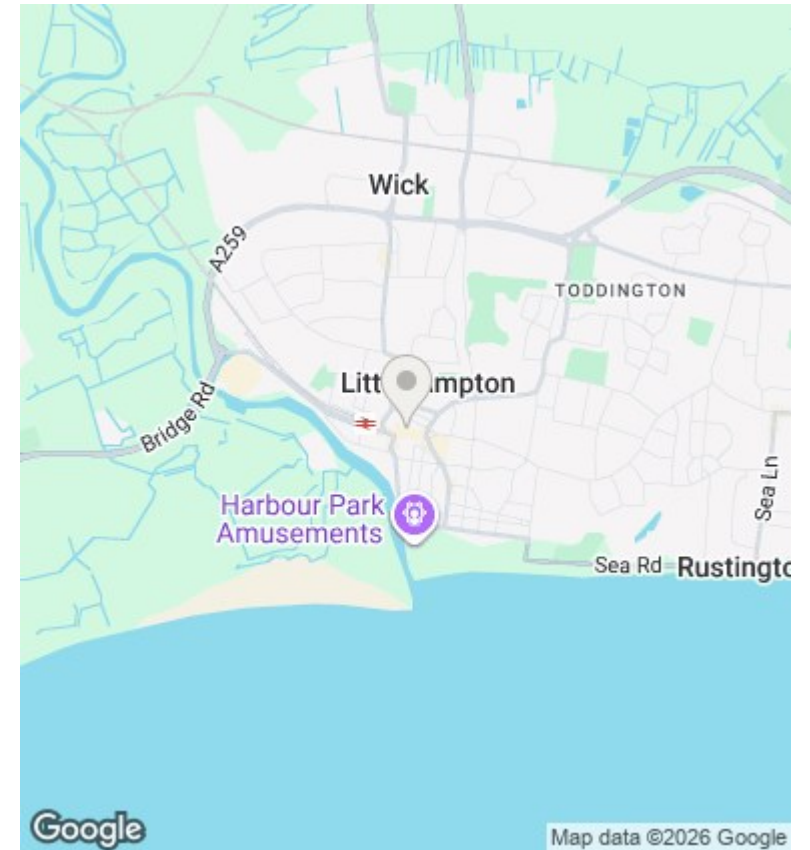 Wick
A259
TODDINGTON
Litt mpton
Bridge Rd
Sea Ln
Harbour Park
Amusements
Sea Rd
Rustingto
Google
Map data ©2026 Google